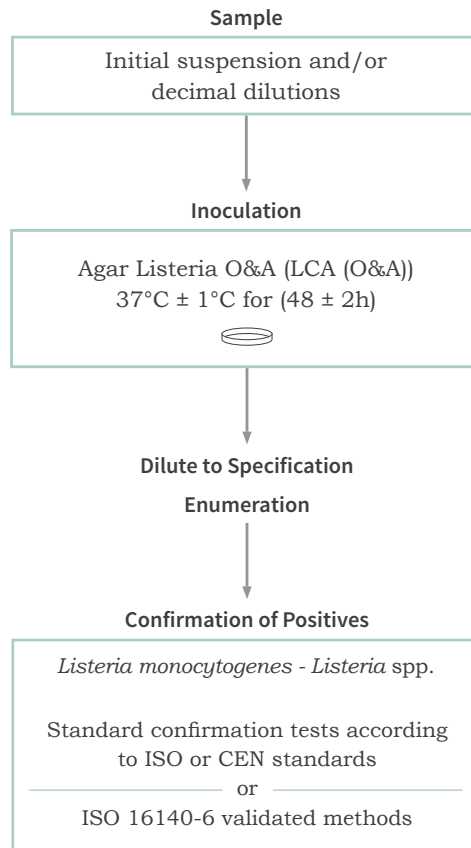 Sample
Initial suspension and/or
decimal dilutions
Inoculation
Agar Listeria O&A (LCA (O&A))
37°C ± 1°C for (48 ± 2h)
Dilute to Specification
Enumeration
Confirmation of Positives
Listeria monocytogenes - Listeria spp.
Standard confirmation tests according
to ISO or CEN standards
or
ISO 16140-6 validated methods